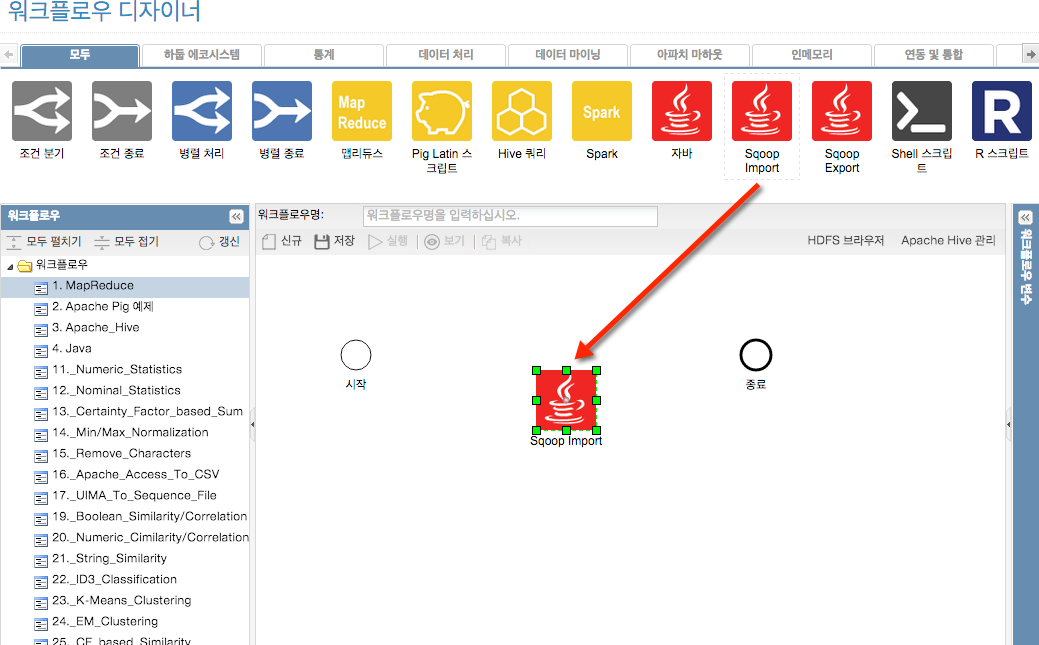 워크플로우 디자이너
모두
하둡 에코시스템
통계
데이터 처리
데이터 마이닝
아파치 마하웃
인메모리
연동 및 통합
Map
Reduce
Spark
R
조건 분기
조건 종료
병렬 처리
병렬 종료
맵리듀스
Pig Latin 스
크립트
Hive 쿼리
Spark
자바
Sqoop
Import
Sqoop
Export
Shell 스크립
트
R 스크립트
워크플로우
워크플로우명:
워크플로우명을 입력하십시오.
모두 펼치기
모두 접기
갱신
신규
저장
실행
보기
복사
HDFS 브라우저
Apache Hive 관리
워크플로우 변수
워크플로우
1. MapReduce
2. Apache Pig 예제
3. Apache_Hive
4. Java
11._Numeric_Statistics
12._Nominal_Statistics
13._Certainty_Factor_based_Sum
14._Min/Max_Normalization
15._Remove_Characters
16._Apache_Access_To_CSV
17._UIMA_To_Sequence_File
19._Boolean_Similarity/Correlation
20._Numeric_Cimilarity/Correlation
21._String_Similarity
22._ID3_Classification
23._K-Means_Clustering
24._EM_Clustering
25._CF_based_Similarity
시작
Sqoop Import
종료